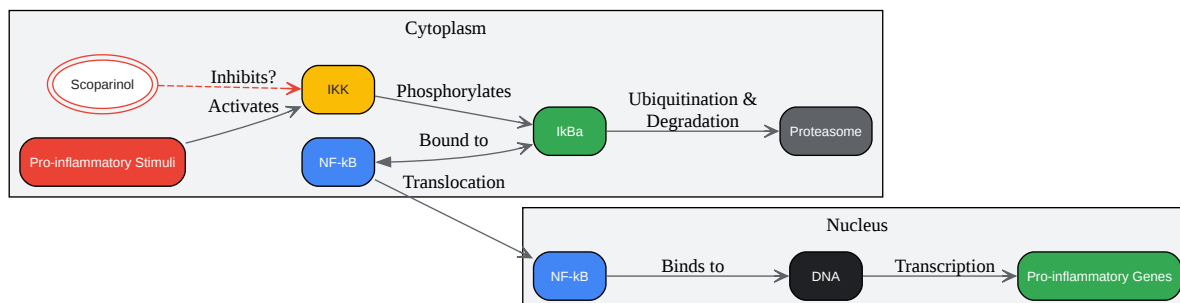 Cytoplasm
Scoparinol
Inhibits?
IKK
Activates
Phosphorylates
Pro-inflammatory Stimuli
NF-kB
Bound to
IkBa
Ubiquitination &
Degradation
Proteasome
Translocation
Nucleus
NF-kB
Binds to
DNA
Transcription
Pro-inflammatory Genes